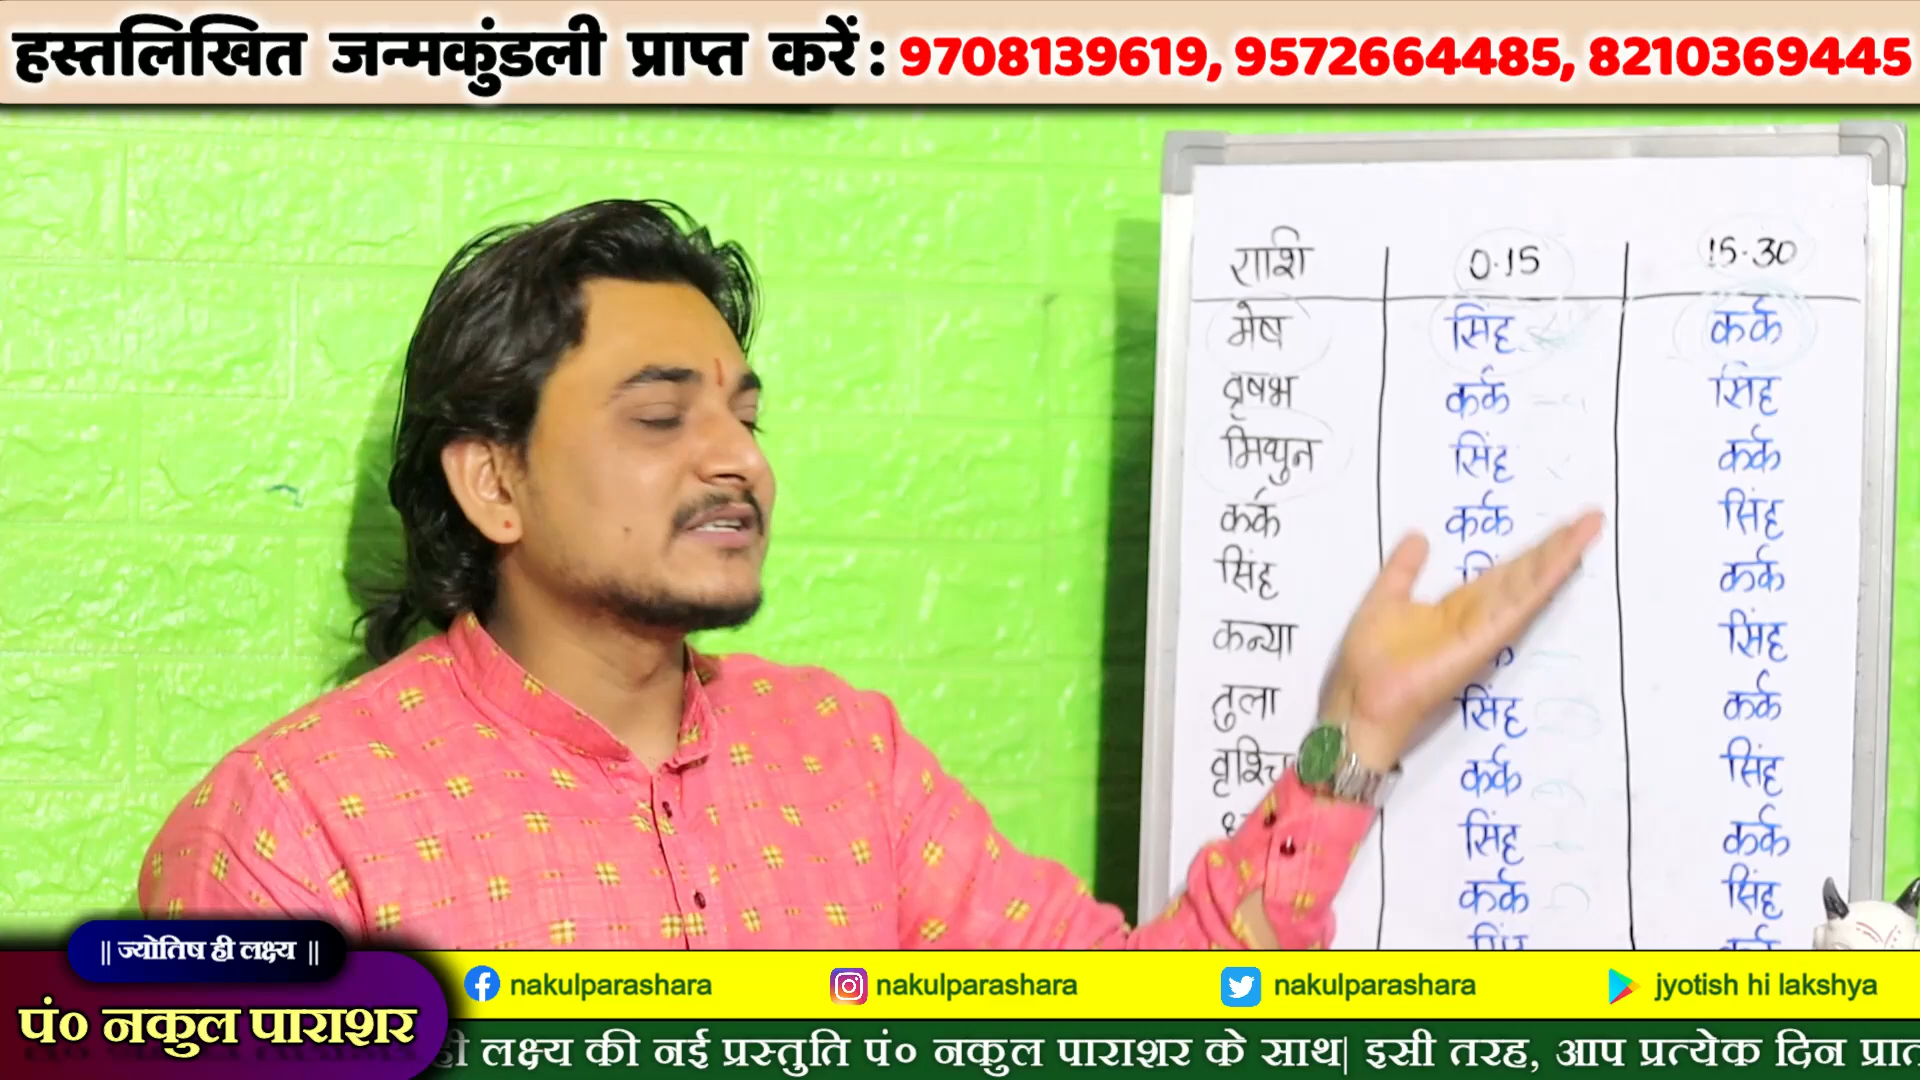 हस्तलिखित जन्मकुंडली प्राप्त करें : 9708139619, 9572664485, 8210369445
राशि 0-15 15-30
मेष सिंह कर्क
वृषभ कर्क सिंह
मिथुन सिंह कर्क
कर्क कर्क सिंह
सिंह कर्क
कन्या सिंह
तुला सिंह कर्क
कर्क सिंह
सिंह कर्क
कर्क सिंह
|| ज्योतिष ही लक्ष्य ||
पं० नकुल पाराशर
nakulparashara nakulparashara nakulparashara jyotish hi lakshya
ही लक्ष्य की नई प्रस्तुति पं० नकुल पाराशर के साथ| इसी तरह, आप प्रत्येक दिन